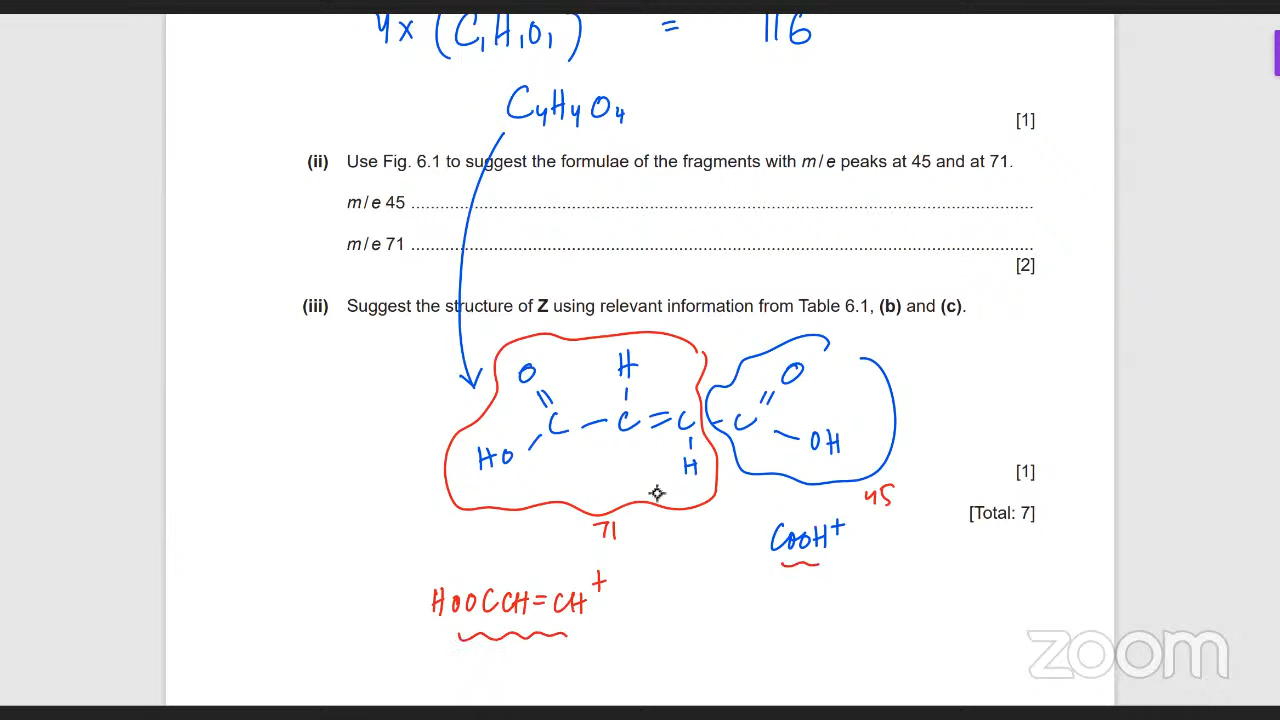 4 x (C₁H₁O₁) = 116
C₄H₄O₄
[1]
(ii) Use Fig. 6.1 to suggest the formulae of the fragments with m / e peaks at 45 and at 71.
m / e 45 ................................................................
m / e 71 ................................................................
[2]
(iii) Suggest the structure of Z using relevant information from Table 6.1, (b) and (c).
O H O
C — C = C — C
HO H OH
[1]
45
[Total: 7]
71
COOH⁺
HOOCCH=CH⁺
zoom